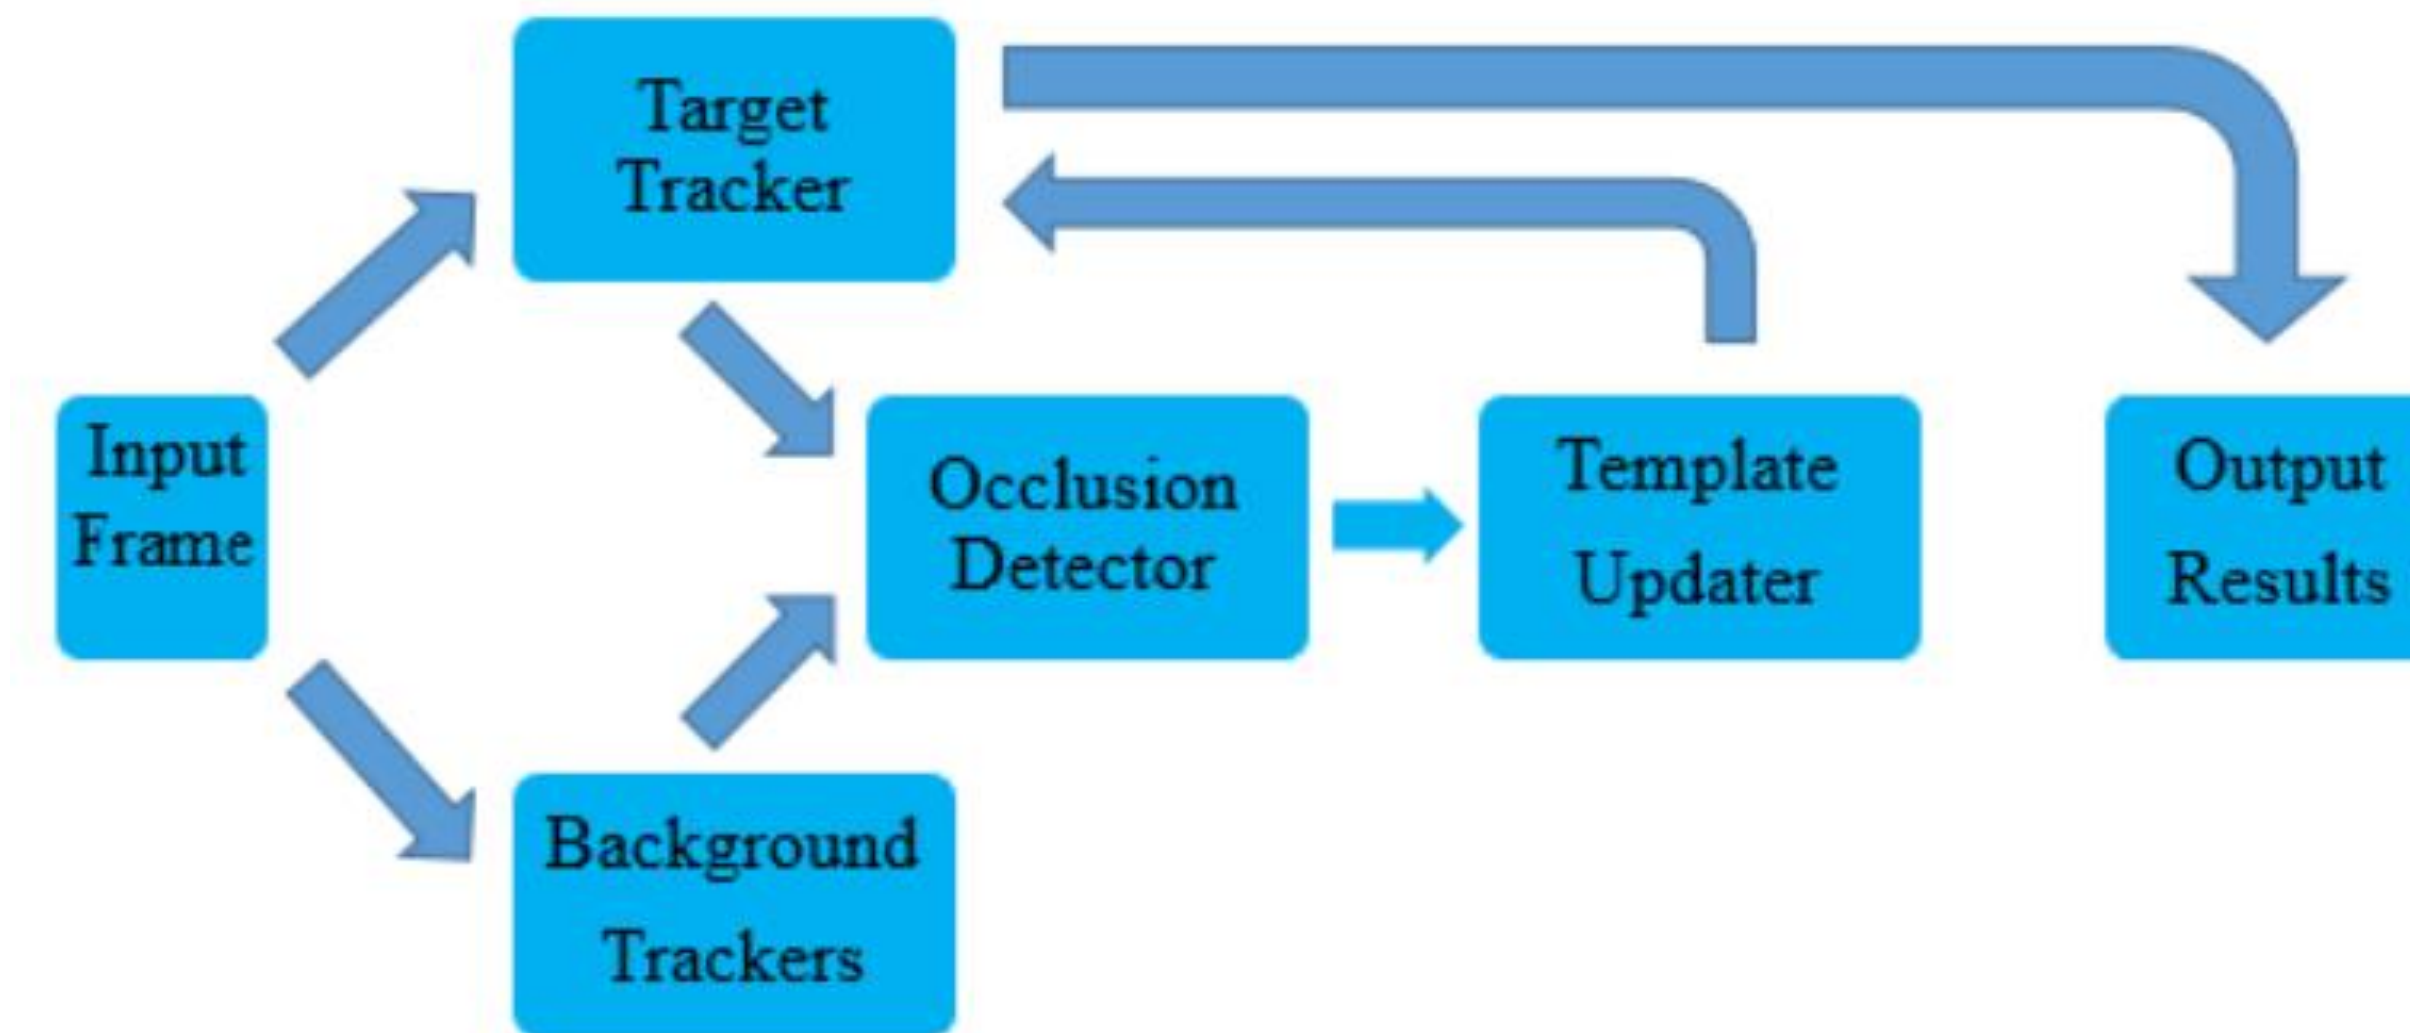 Target
Tracker
Input
Frame
Occlusion
Detector
Template
Updater
Output
Results
Background
Trackers